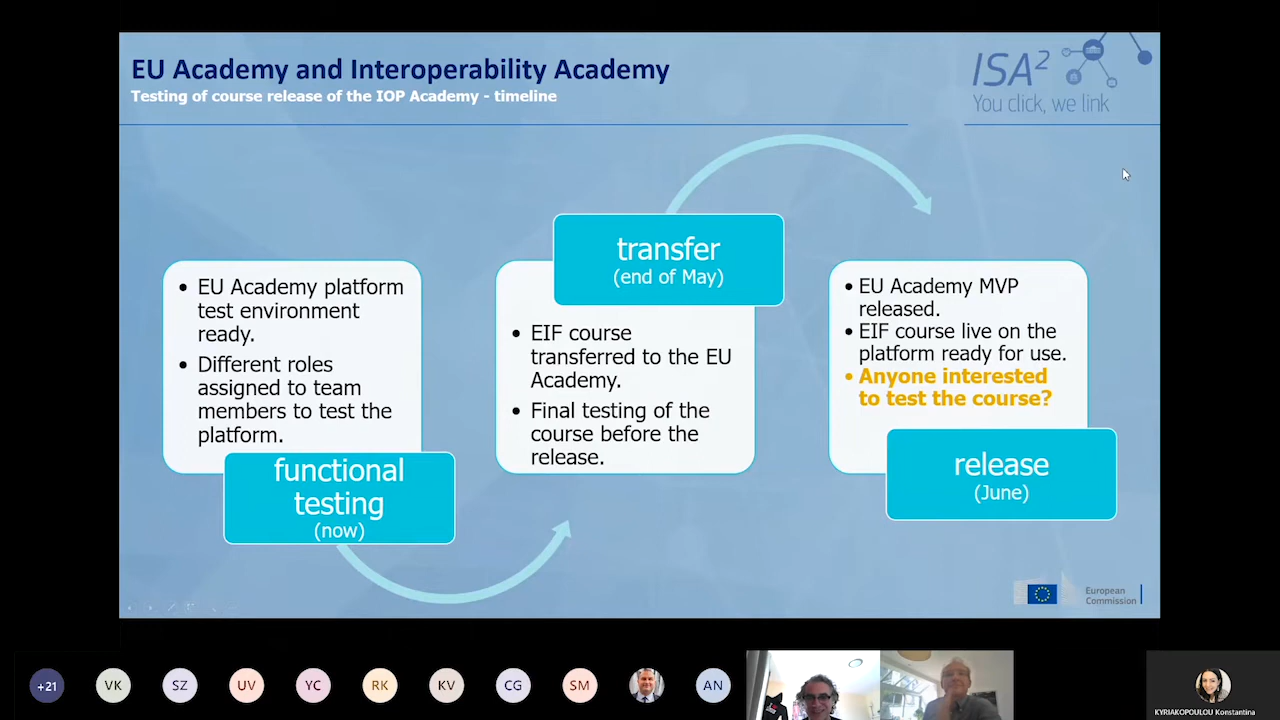 EU Academy and Interoperability Academy
Testing of course release of the IOP Academy - timeline
ISA²
You click, we link
• EU Academy platform
test environment
ready.
• Different roles
assigned to team
members to test the
platform.
functional
testing
(now)
transfer
(end of May)
• EIF course
transferred to the EU
Academy.
• Final testing of the
course before the
release.
• EU Academy MVP
released.
• EIF course live on the
platform ready for use.
• Anyone interested
to test the course?
release
(June)
European
Commission
+21
VK
SZ
UV
YC
RK
KV
CG
SM
AN
KYRIAKOPOULOU Konstantina